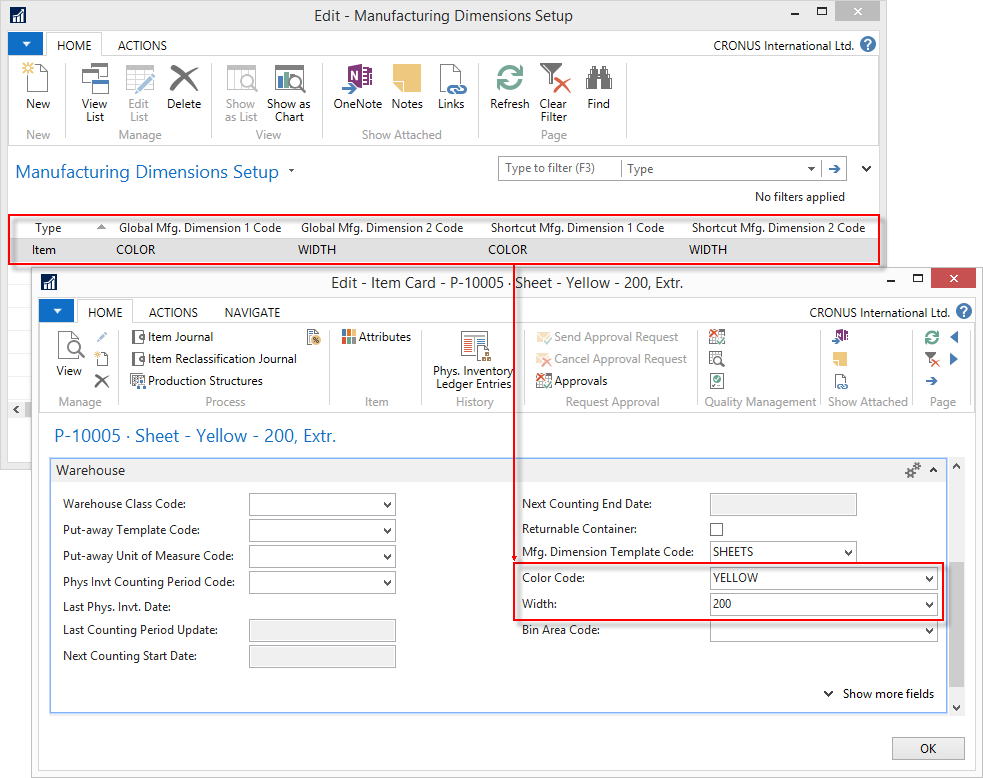 Edit - Manufacturing Dimensions Setup
HOME ACTIONS CRONUS International Ltd. ?
New View List Edit List Delete Show as List Show as Chart OneNote Notes Links Refresh Clear Filter Find
New Manage View Show Attached Page
Manufacturing Dimensions Setup Type to filter (F3) Type
No filters applied
Type Global Mfg. Dimension 1 Code Global Mfg. Dimension 2 Code Shortcut Mfg. Dimension 1 Code Shortcut Mfg. Dimension 2 Code
Item COLOR WIDTH COLOR WIDTH
Edit - Item Card - P-10005 · Sheet - Yellow - 200, Extr.
HOME ACTIONS NAVIGATE CRONUS International Ltd. ?
View
Item Journal
Item Reclassification Journal
Production Structures
Attributes
Phys. Inventory Ledger Entries
Send Approval Request
Cancel Approval Request
Approvals
Manage Process Item History Request Approval Quality Management Show Attached Page
P-10005 · Sheet - Yellow - 200, Extr.
Warehouse
Warehouse Class Code:
Put-away Template Code:
Put-away Unit of Measure Code:
Phys Invt Counting Period Code:
Last Phys. Invt. Date:
Last Counting Period Update:
Next Counting Start Date:
Next Counting End Date:
Returnable Container:
Mfg. Dimension Template Code: SHEETS
Color Code: YELLOW
Width: 200
Bin Area Code:
Show more fields
OK